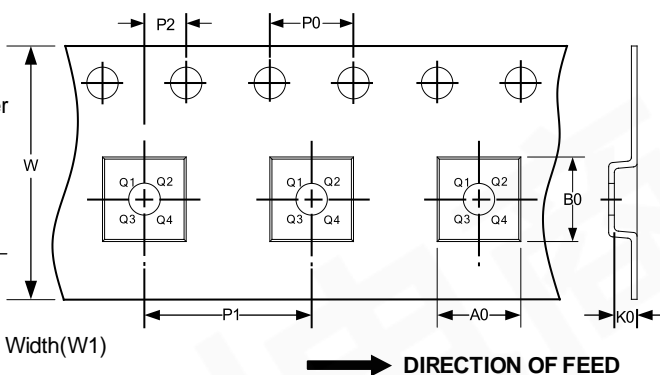 P2 P0
er
W
Q1 Q2 Q1 Q2 Q1 Q2
B0
Q3 Q4 Q3 Q4 Q3 Q4
P1 A0 K0
Width(W1)
DIRECTION OF FEED